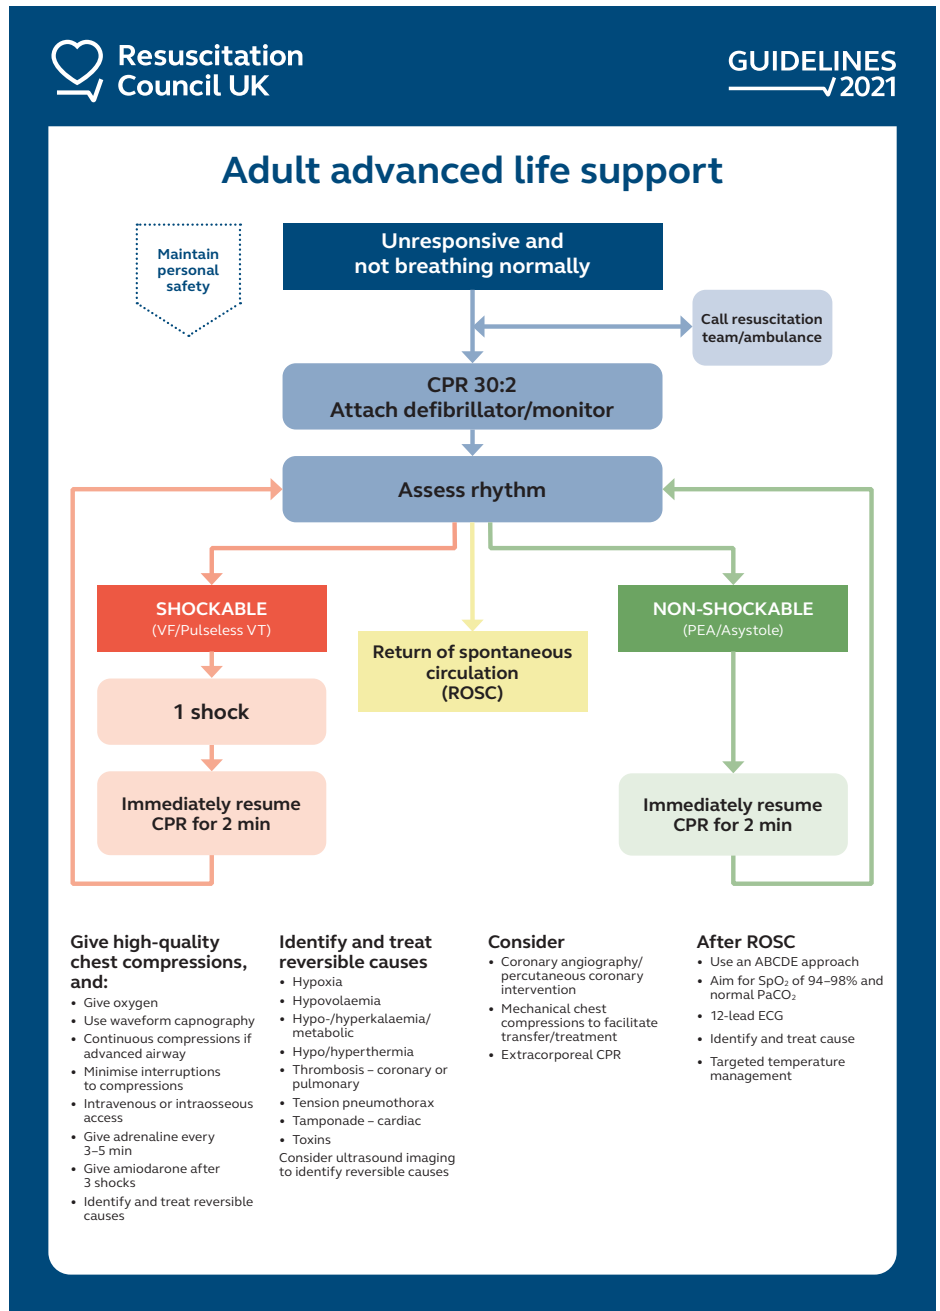 Resuscitation
Council UK
GUIDELINES
2021
Adult advanced life support
Maintain
personal
safety
Unresponsive and
not breathing normally
Call resuscitation
team/ambulance
CPR 30:2
Attach defibrillator/monitor
Assess rhythm
SHOCKABLE
(VF/Pulseless VT)
NON-SHOCKABLE
(PEA/Asystole)
Return of spontaneous
circulation
(ROSC)
1 shock
Immediately resume
CPR for 2 min
Immediately resume
CPR for 2 min
Give high-quality
chest compressions,
and:
• Give oxygen
• Use waveform capnography
• Continuous compressions if
advanced airway
• Minimise interruptions
to compressions
• Intravenous or intraosseous
access
• Give adrenaline every
3–5 min
• Give amiodarone after
3 shocks
• Identify and treat reversible
causes
Identify and treat
reversible causes
• Hypoxia
• Hypovolaemia
• Hypo-/hyperkalaemia/
metabolic
• Hypo/hyperthermia
• Thrombosis – coronary or
pulmonary
• Tension pneumothorax
• Tamponade – cardiac
• Toxins
Consider ultrasound imaging
to identify reversible causes
Consider
• Coronary angiography/
percutaneous coronary
intervention
• Mechanical chest
compressions to facilitate
transfer/treatment
• Extracorporeal CPR
After ROSC
• Use an ABCDE approach
• Aim for SpO₂ of 94–98% and
normal PaCO₂
• 12-lead ECG
• Identify and treat cause
• Targeted temperature
management